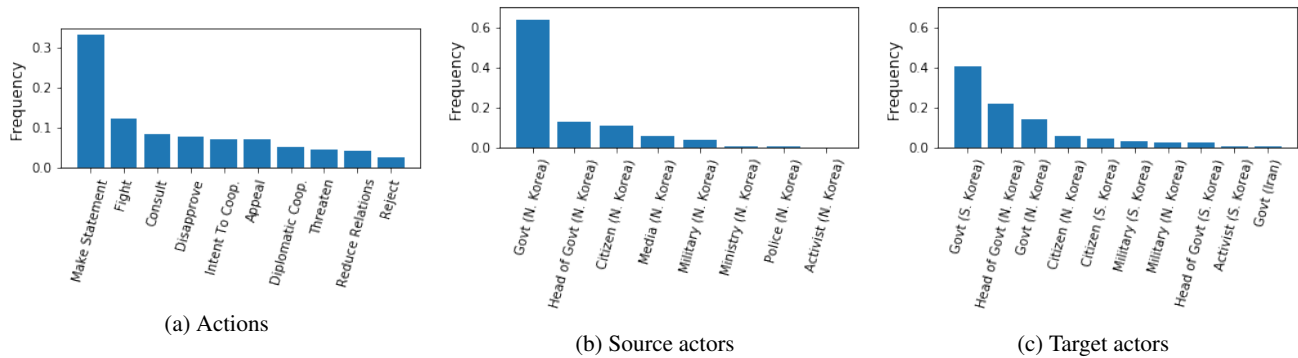 Frequency
0.3
0.2
0.1
0.0
Make Statement
Fight
Consult
Disapprove
Intent To Coop.
Appeal
Diplomatic Coop.
Threaten
Reduce Relations
Reject
(a) Actions
Frequency
0.6
0.4
0.2
0.0
Govt (N. Korea)
Head of Govt (N. Korea)
Citizen (N. Korea)
Media (N. Korea)
Military (N. Korea)
Ministry (N. Korea)
Police (N. Korea)
Activist (N. Korea)
(b) Source actors
Frequency
0.6
0.4
0.2
0.0
Govt (S. Korea)
Head of Govt (N. Korea)
Govt (N. Korea)
Citizen (N. Korea)
Citizen (S. Korea)
Military (S. Korea)
Military (N. Korea)
Head of Govt (S. Korea)
Activist (S. Korea)
Govt (Iran)
(c) Target actors